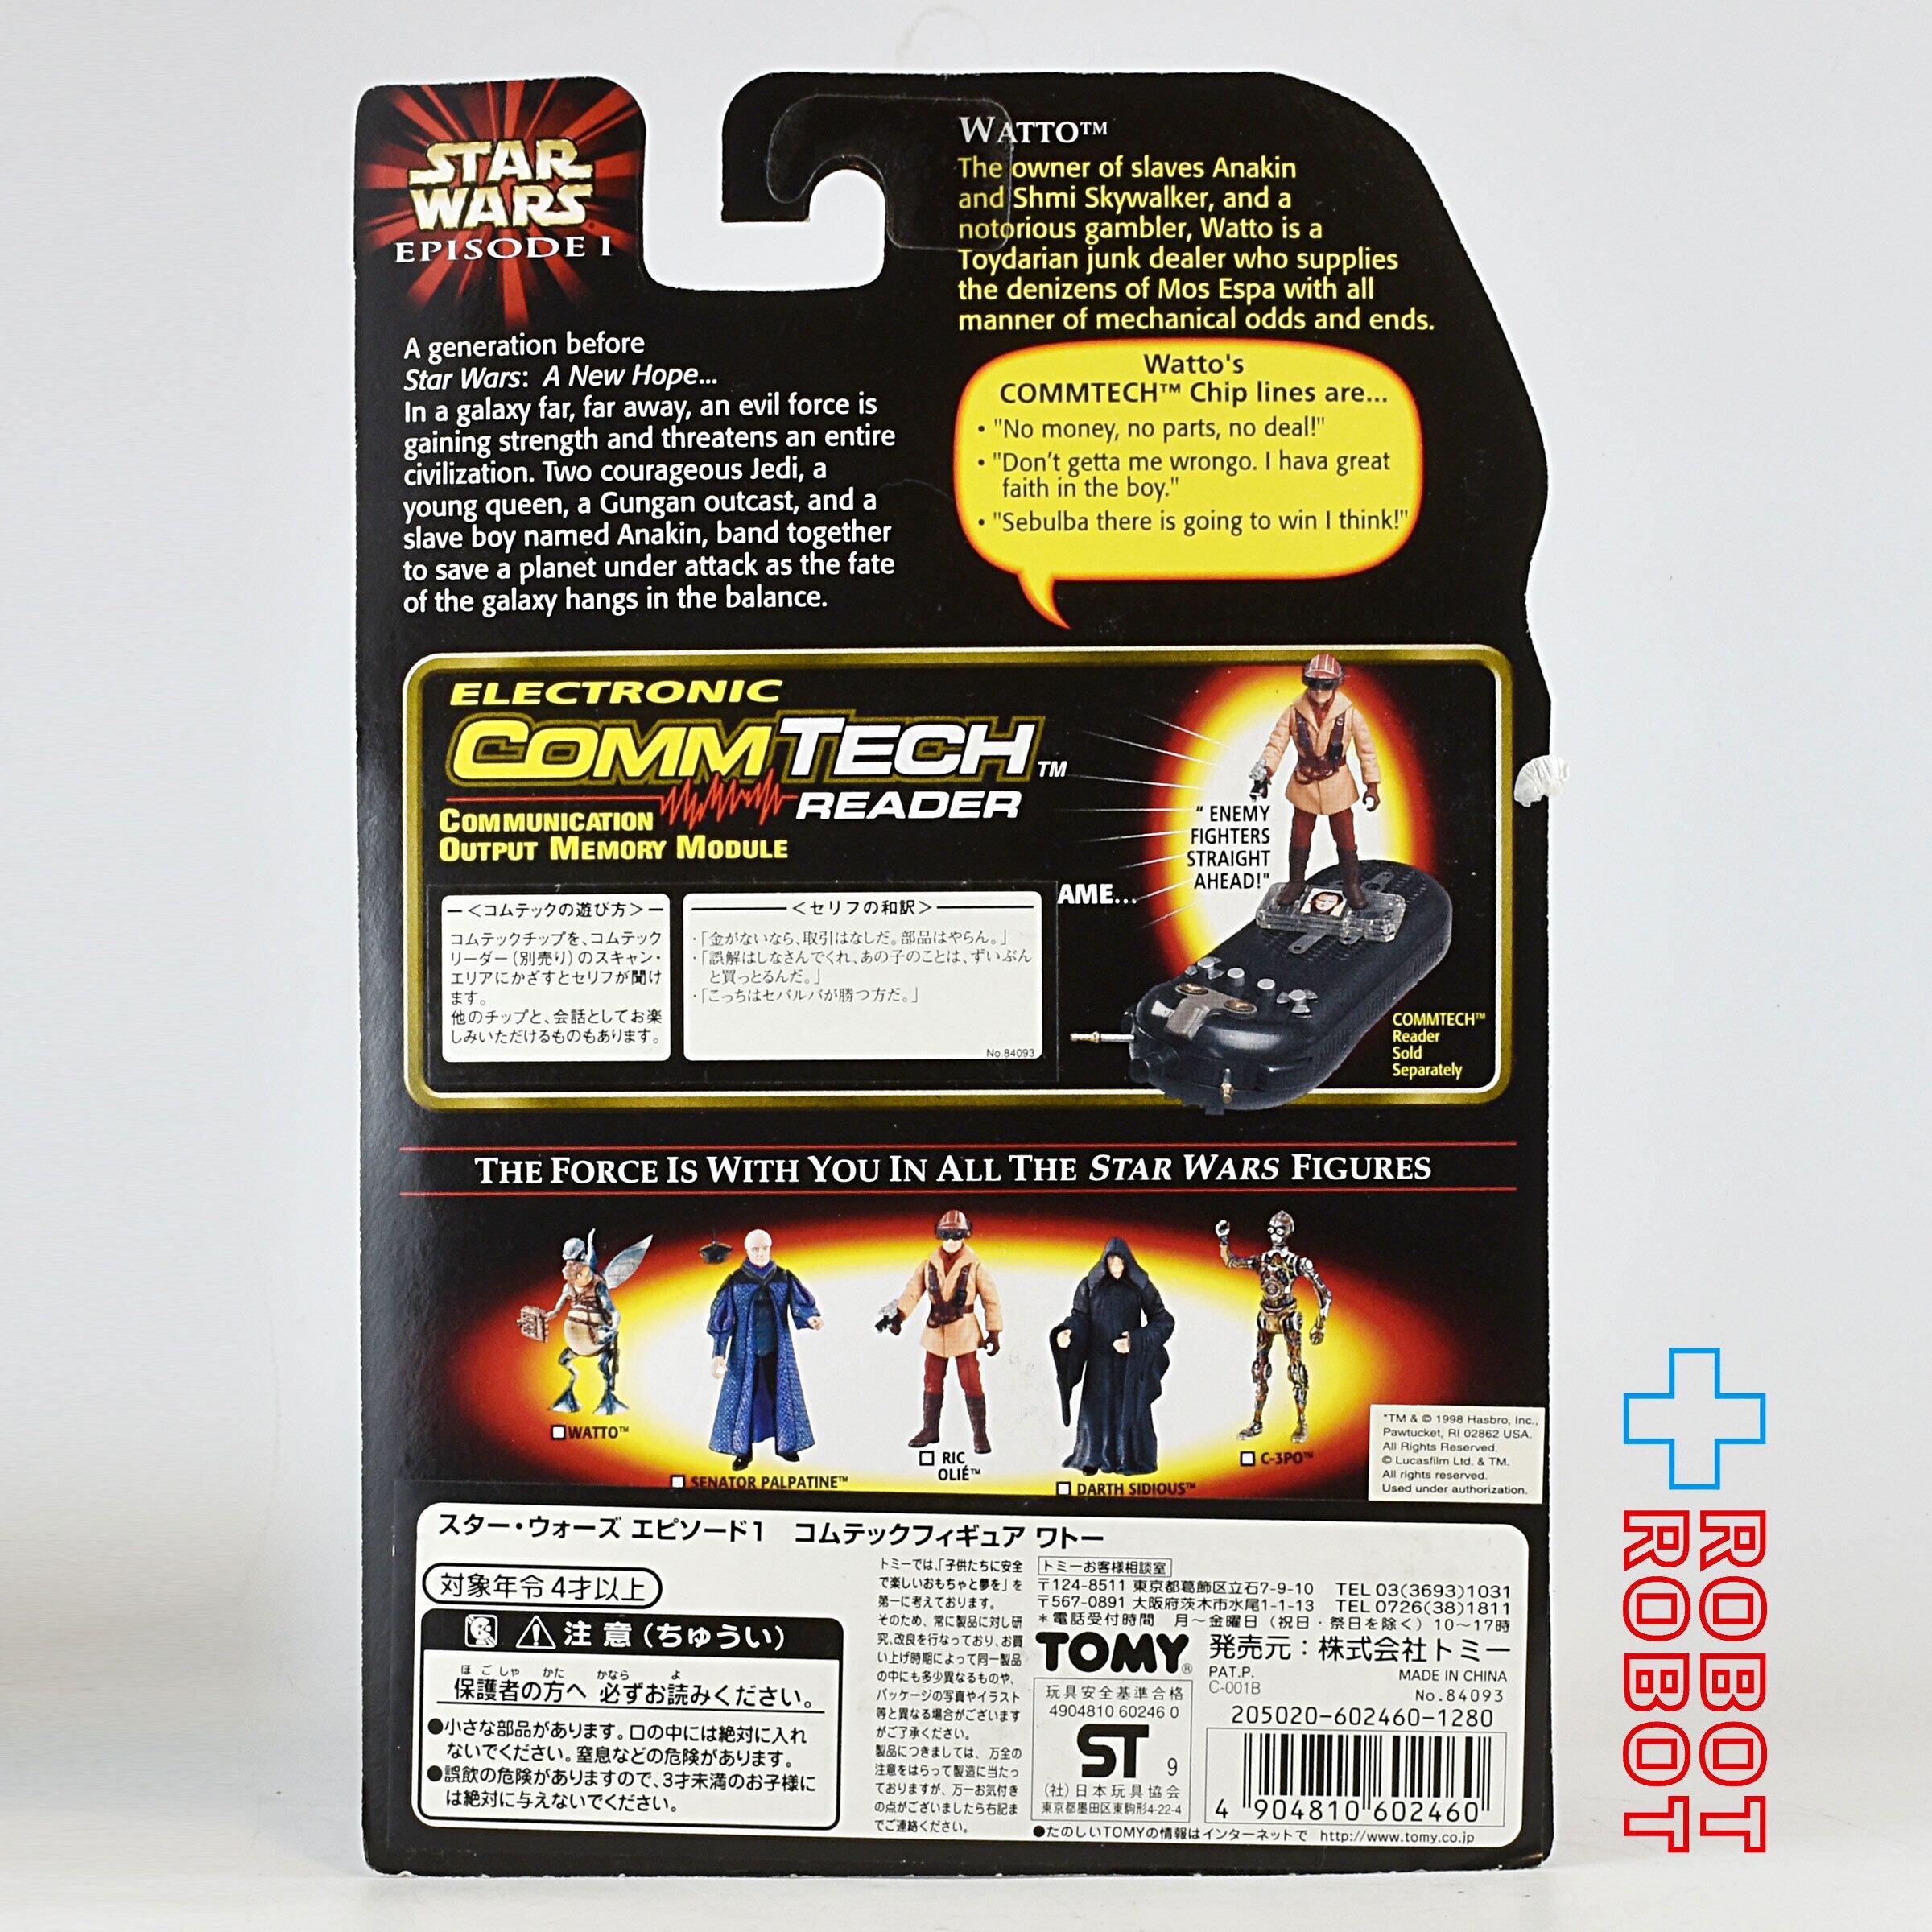 STAR
WARS
EPISODE I
A generation before
Star Wars: A New Hope...
In a galaxy far, far away, an evil force is
gaining strength and threatens an entire
civilization. Two courageous Jedi, a
young queen, a Gungan outcast, and a
slave boy named Anakin, band together
to save a planet under attack as the fate
of the galaxy hangs in the balance.
WATTO™
The owner of slaves Anakin
and Shmi Skywalker, and a
notorious gambler, Watto is a
Toydarian junk dealer who supplies
the denizens of Mos Espa with all
manner of mechanical odds and ends.
Watto's
COMMTECH™ Chip lines are...
• "No money, no parts, no deal!"
• "Don't getta me wrongo. I hava great
faith in the boy."
• "Sebulba there is going to win I think!"
ELECTRONIC
COMMTECH™
READER
COMMUNICATION
OUTPUT MEMORY MODULE
<コムテックの遊び方>
コムテックチップを、コムテック
リーダー(別売り)のスキャン・
エリアにかざすとセリフが聞け
ます。
他のチップと、会話としてお楽
しみいただけるものもあります。
<セリフの和訳>
・「金がないなら、取引はなしだ。部品はやらん。」
・「誤解はしなさんでくれ、あの子のことは、ずいぶん
と買っとるんだ。」
・「こっちはセバルバが勝つ方だ。」
No.84093
AME...
"ENEMY
FIGHTERS
STRAIGHT
AHEAD!"
COMMTECH™
Reader
Sold
Separately
THE FORCE IS WITH YOU IN ALL THE STAR WARS FIGURES
WATTO™
SENATOR PALPATINE™
RIC
OLIÉ™
DARTH SIDIOUS™
C-3PO™
*TM & © 1998 Hasbro, Inc.,
Pawtucket, RI 02862 USA.
All Rights Reserved.
© Lucasfilm Ltd. & TM.
All rights reserved.
Used under authorization.
スター・ウォーズ エピソード1 コムテックフィギュア ワトー
対象年令4才以上
注意(ちゅうい)
ほごしゃ かた かなら よ
保護者の方へ 必ずお読みください。
●小さな部品があります。口の中には絶対に入れ
ないでください。窒息などの危険があります。
●誤飲の危険がありますので、3才未満のお子様に
は絶対に与えないでください。
トミーでは、「子供たちに安全
で楽しいおもちゃと夢を」を
第一に考えております。
そのため、常に製品に対し研
究、改良を行なっており、お買
い上げ時期によって同一製品
の中にも多少異なるものや、
パッケージの写真やイラスト
等と異なる場合がございます
がご了承ください。
製品につきましては、万全の
注意をはらって製造に当たっ
ておりますが、万一お気付き
の点がございましたら右記ま
でご連絡ください。
トミーお客様相談室
〒124-8511 東京都葛飾区立石7-9-10 TEL 03(3693)1031
〒567-0891 大阪府茨木市水尾1-1-13 TEL 0726(38)1811
*電話受付時間 月～金曜日(祝日・祭日を除く)10～17時
TOMY® 発売元:株式会社トミー
PAT.P.
C-001B
MADE IN CHINA
No.84093
玩具安全基準合格
4904810 60246 0
ST 9
(社)日本玩具協会
東京都墨田区東駒形4-22-4
205020-602460-1280
4 904810 602460
●たのしいTOMYの情報はインターネットで http://www.tomy.co.jp
ROBOT
ROBOT